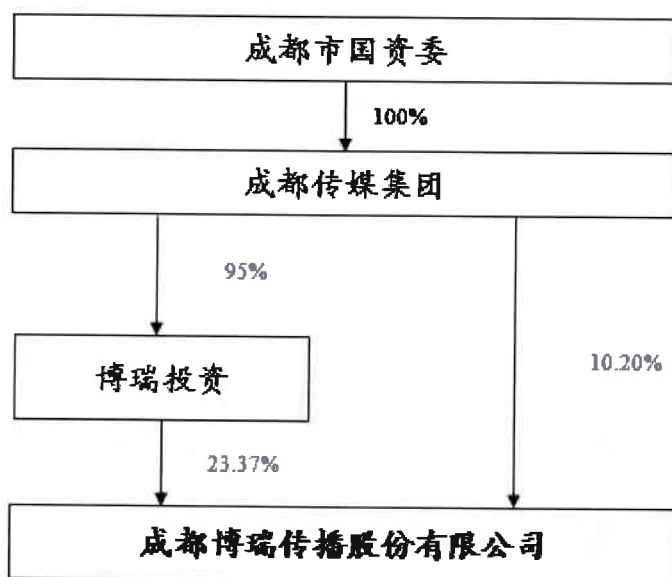 成都市国资委
100%
成都传媒集团
95%
博瑞投资
10.20%
23.37%
成都博瑞传播股份有限公司